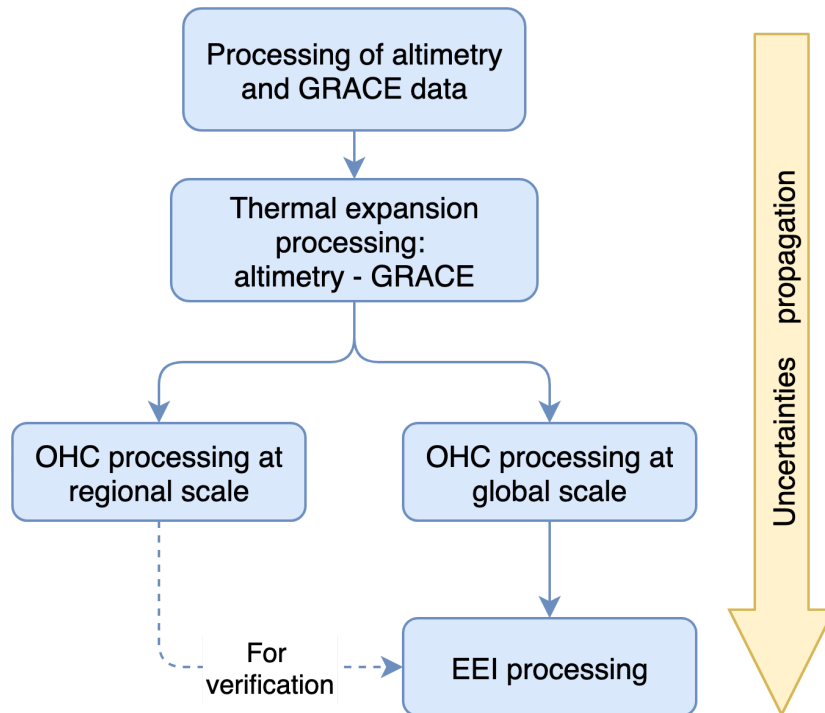 Processing of altimetry
and GRACE data
Thermal expansion
processing:
altimetry - GRACE
OHC processing at
regional scale
OHC processing at
global scale
For
verification
EEI processing
Uncertainties propagation